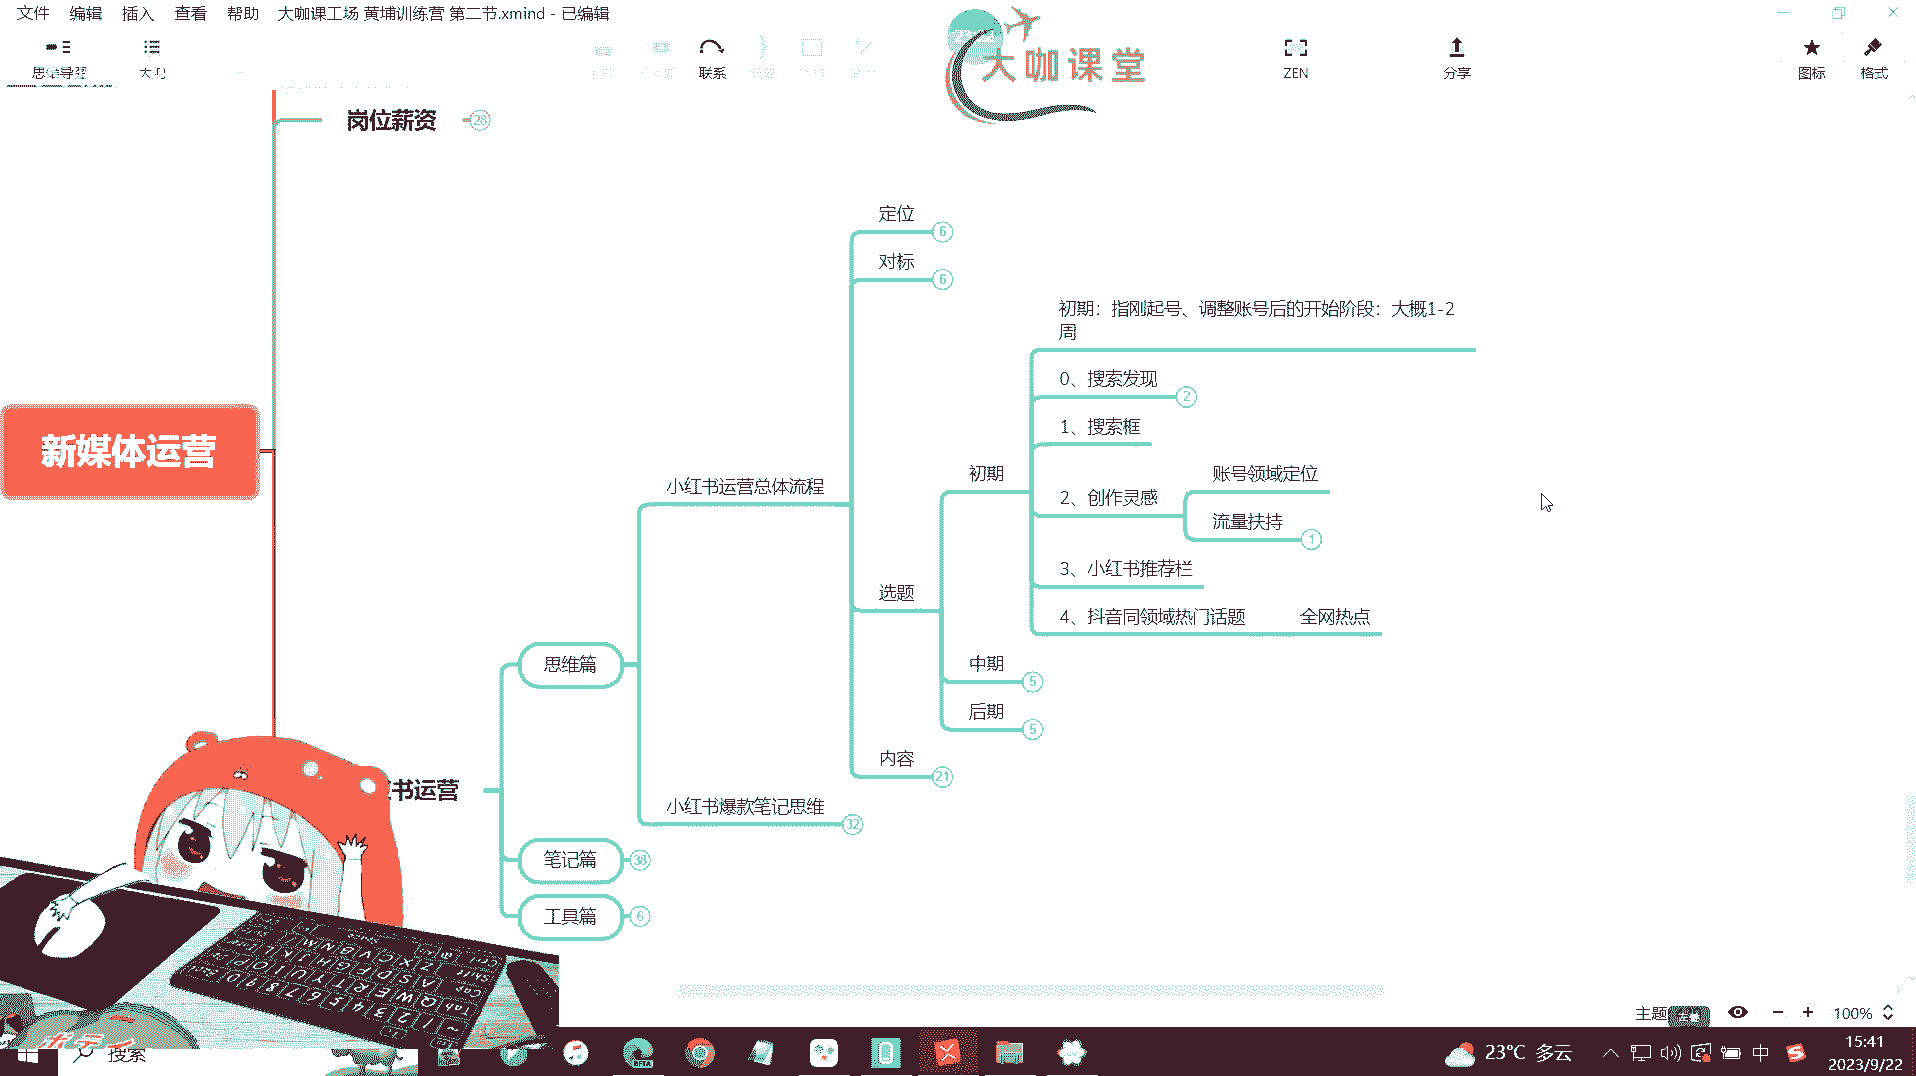 文件 编辑 插入 查看 帮助 大咖课工场 黄埔训练营 第二节.xmind - 已编辑
思维导图
大纲
联系
大咖课堂
ZEN
分享
图标
格式
岗位薪资 28
定位 6
对标 6
初期：指刚起号、调整账号后的开始阶段：大概1-2
周
0、搜索发现 2
1、搜索框
初期
账号领域定位
新媒体运营
小红书运营总体流程
2、创作灵感
流量扶持 1
3、小红书推荐栏
选题
4、抖音同领域热门话题 全网热点
思维篇
中期 5
后期 5
内容 21
书运营
小红书爆款笔记思维 32
笔记篇 38
工具篇 6
主题
100%
搜索
23°C 多云
中
15:41
2023/9/22